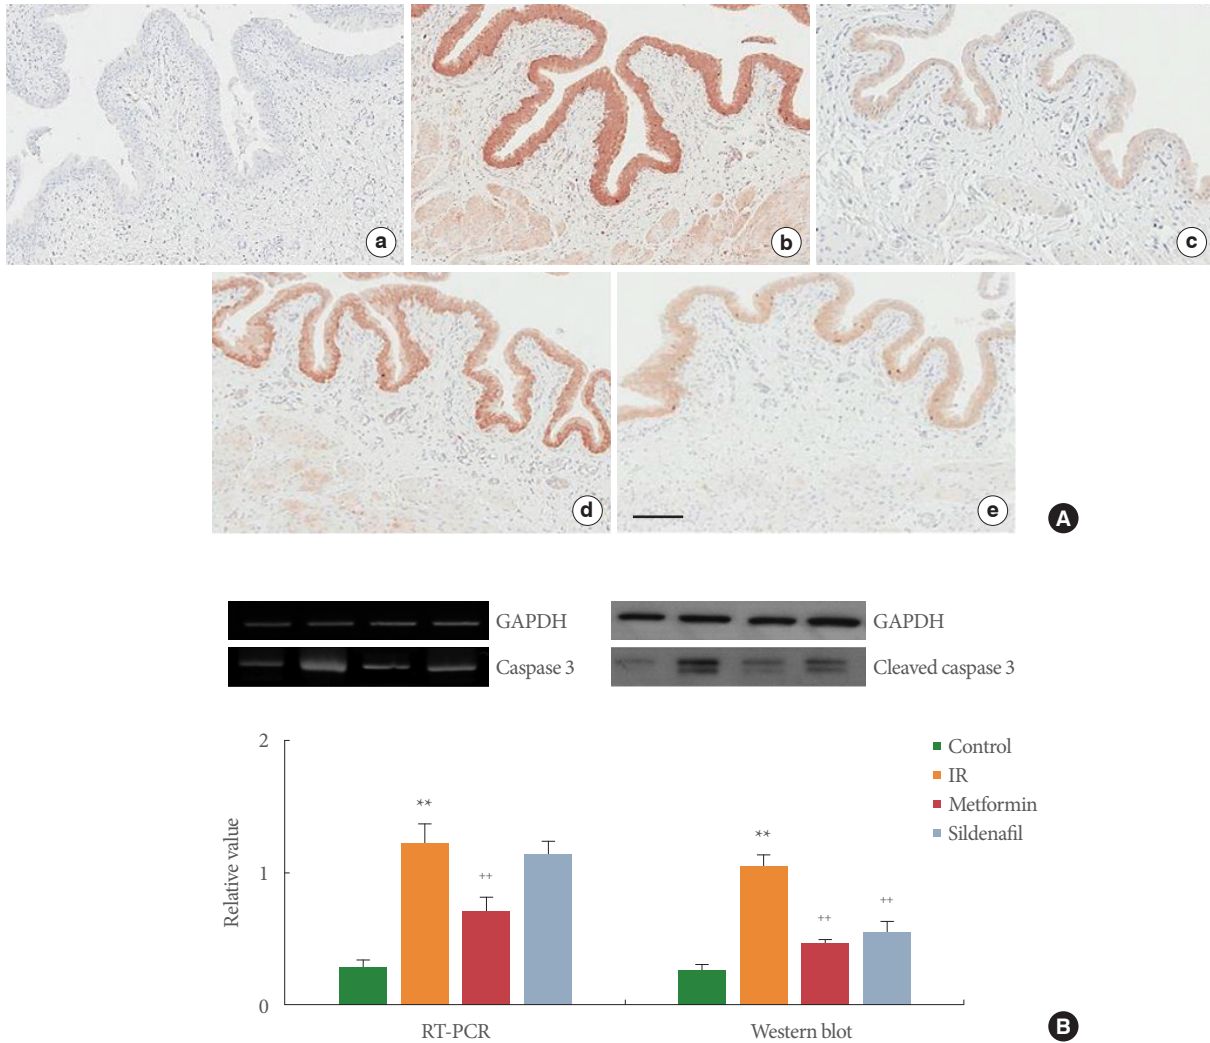 a
b
c
d
e
A
GAPDH
GAPDH
Caspase 3
Cleaved caspase 3
2
Control
IR
Metformin
Sildenafil
**
**
1
++
++
++
Relative value
0
RT-PCR
Western blot
B